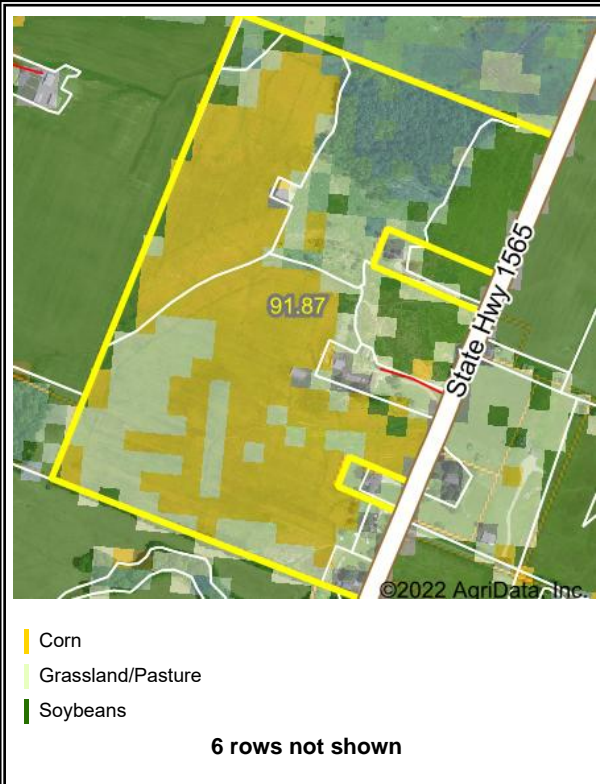 91.87
State Hwy 1565
©2022 AgriData, Inc.
Corn
Grassland/Pasture
Soybeans
6 rows not shown